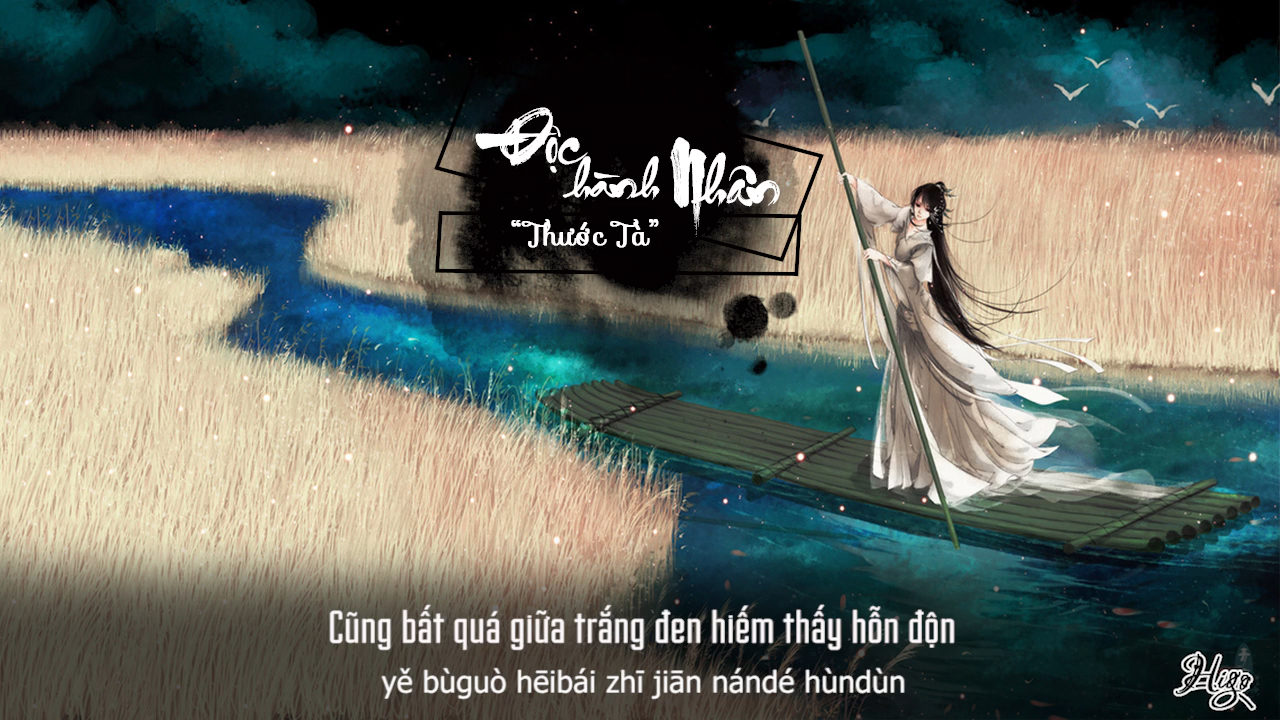 Độc
hành Nhân
“Thước Tà”
Cũng bất quá giữa trắng đen hiếm thấy hỗn độn
yě bùguò hēibái zhī jiān nándé hùndùn
Higo